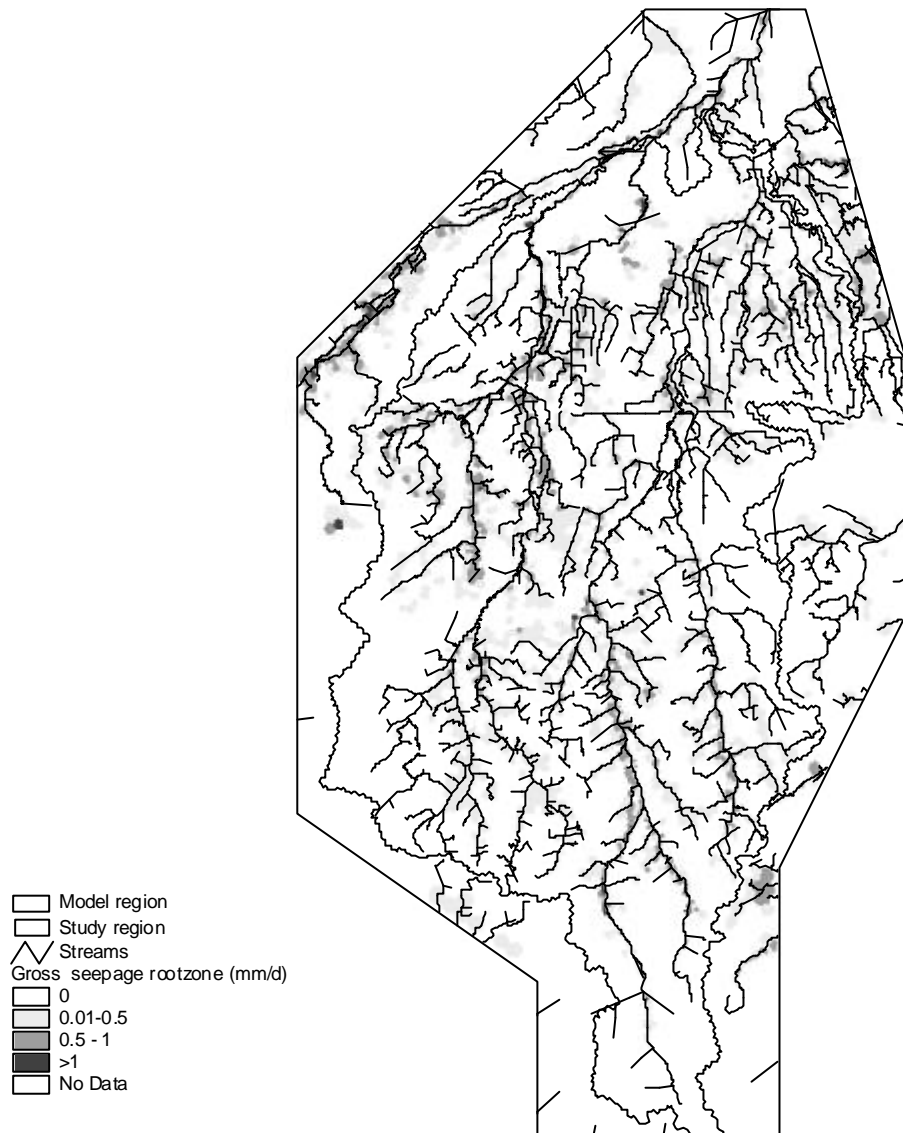 Model region
Study region
Streams
Gross seepage rootzone (mm/d)
0
0.01-0.5
0.5 - 1
>1
No Data